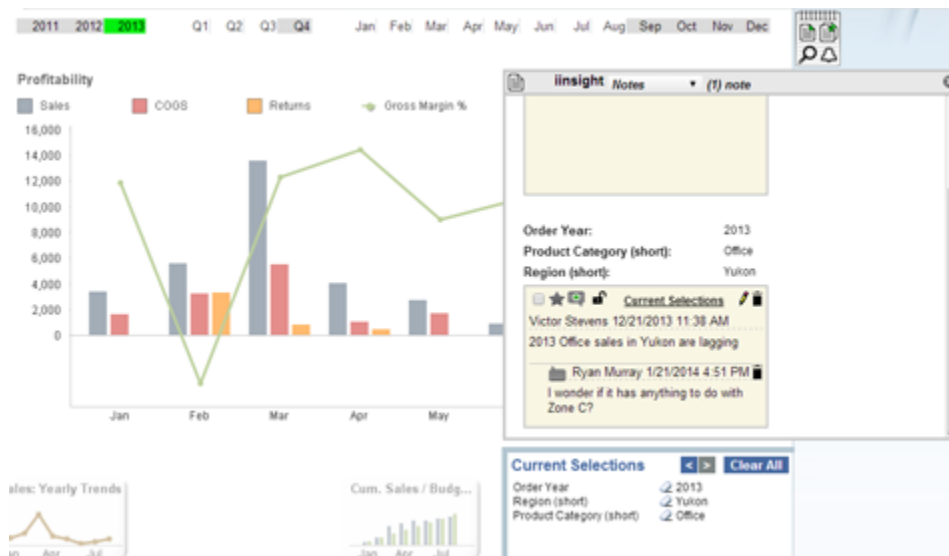 2011 2012 2013 Q1 Q2 Q3 Q4 Jan Feb Mar Apr May Jun Jul Aug Sep Oct Nov Dec
Profitability
Sales COGS Returns Gross Margin %
16,000
14,000
12,000
10,000
8,000
6,000
4,000
2,000
0
Jan Feb Mar Apr May
iinsight Notes (1) note
Order Year: 2013
Product Category (short): Office
Region (short): Yukon
Current Selections
Victor Stevens 12/21/2013 11:38 AM
2013 Office sales in Yukon are lagging
Ryan Murray 1/21/2014 4:51 PM
I wonder if it has anything to do with
Zone C?
Current Selections < > Clear All
Order Year 2013
Region (short) Yukon
Product Category (short) Office
ales: Yearly Trends
Apr Jul
Cum. Sales / Budg...
Jan Apr Jul